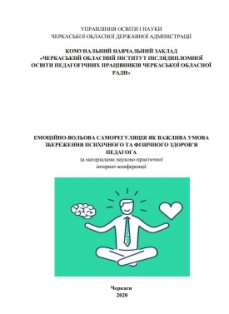 УПРАВЛІННЯ ОСВІТИ І НАУКИ
ЧЕРКАСЬКОЇ ОБЛАСНОЇ ДЕРЖАВНОЇ АДМІНІСТРАЦІЇ
КОМУНАЛЬНИЙ НАВЧАЛЬНИЙ ЗАКЛАД
«ЧЕРКАСЬКИЙ ОБЛАСНИЙ ІНСТИТУТ ПІСЛЯДИПЛОМНОЇ
ОСВІТИ ПЕДАГОГІЧНИХ ПРАЦІВНИКІВ ЧЕРКАСЬКОЇ ОБЛАСНОЇ
РАДИ»
ЕМОЦІЙНО-ВОЛЬОВА САМОРЕГУЛЯЦІЯ ЯК ВАЖЛИВА УМОВА
ЗБЕРЕЖЕННЯ ПСИХІЧНОГО ТА ФІЗИЧНОГО ЗДОРОВ'Я
ПЕДАГОГА
за матеріалами науково-практичної
інтернет-конференції
Черкаси
2020